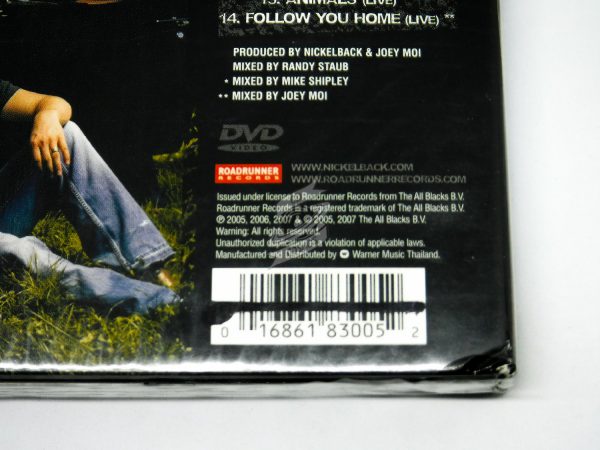 13. ANIMALS (LIVE)
14. FOLLOW YOU HOME (LIVE) **
PRODUCED BY NICKELBACK & JOEY MOI
MIXED BY RANDY STAUB
* MIXED BY MIKE SHIPLEY
** MIXED BY JOEY MOI
DVD
VIDEO
ROADRUNNER
RECORDS
WWW.NICKELBACK.COM
WWW.ROADRUNNERRECORDS.COM
Issued under license to Roadrunner Records from The All Blacks B.V.
Roadrunner Records is a registered trademark of The All Blacks B.V.
℗ 2005, 2006, 2007 & © 2005, 2007 The All Blacks B.V.
Warning: All rights reserved.
Unauthorized duplication is a violation of applicable laws.
Manufactured and Distributed by Warner Music Thailand.
0 16861 83005 2